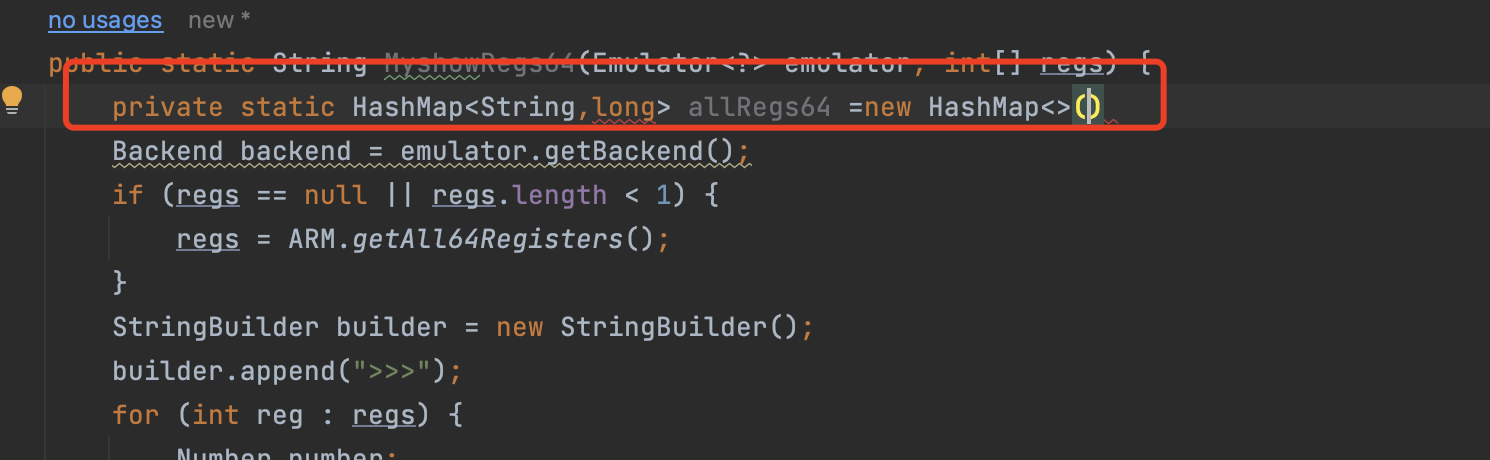 no usages new *
public static String MyshowRegs64(Emulator<?> emulator, int[] regs) {
private static HashMap<String,long> allRegs64 =new HashMap<>()
Backend backend = emulator.getBackend();
if (regs == null || regs.length < 1) {
regs = ARM.getAll64Registers();
}
StringBuilder builder = new StringBuilder();
builder.append(">>>");
for (int reg : regs) {
Number number;